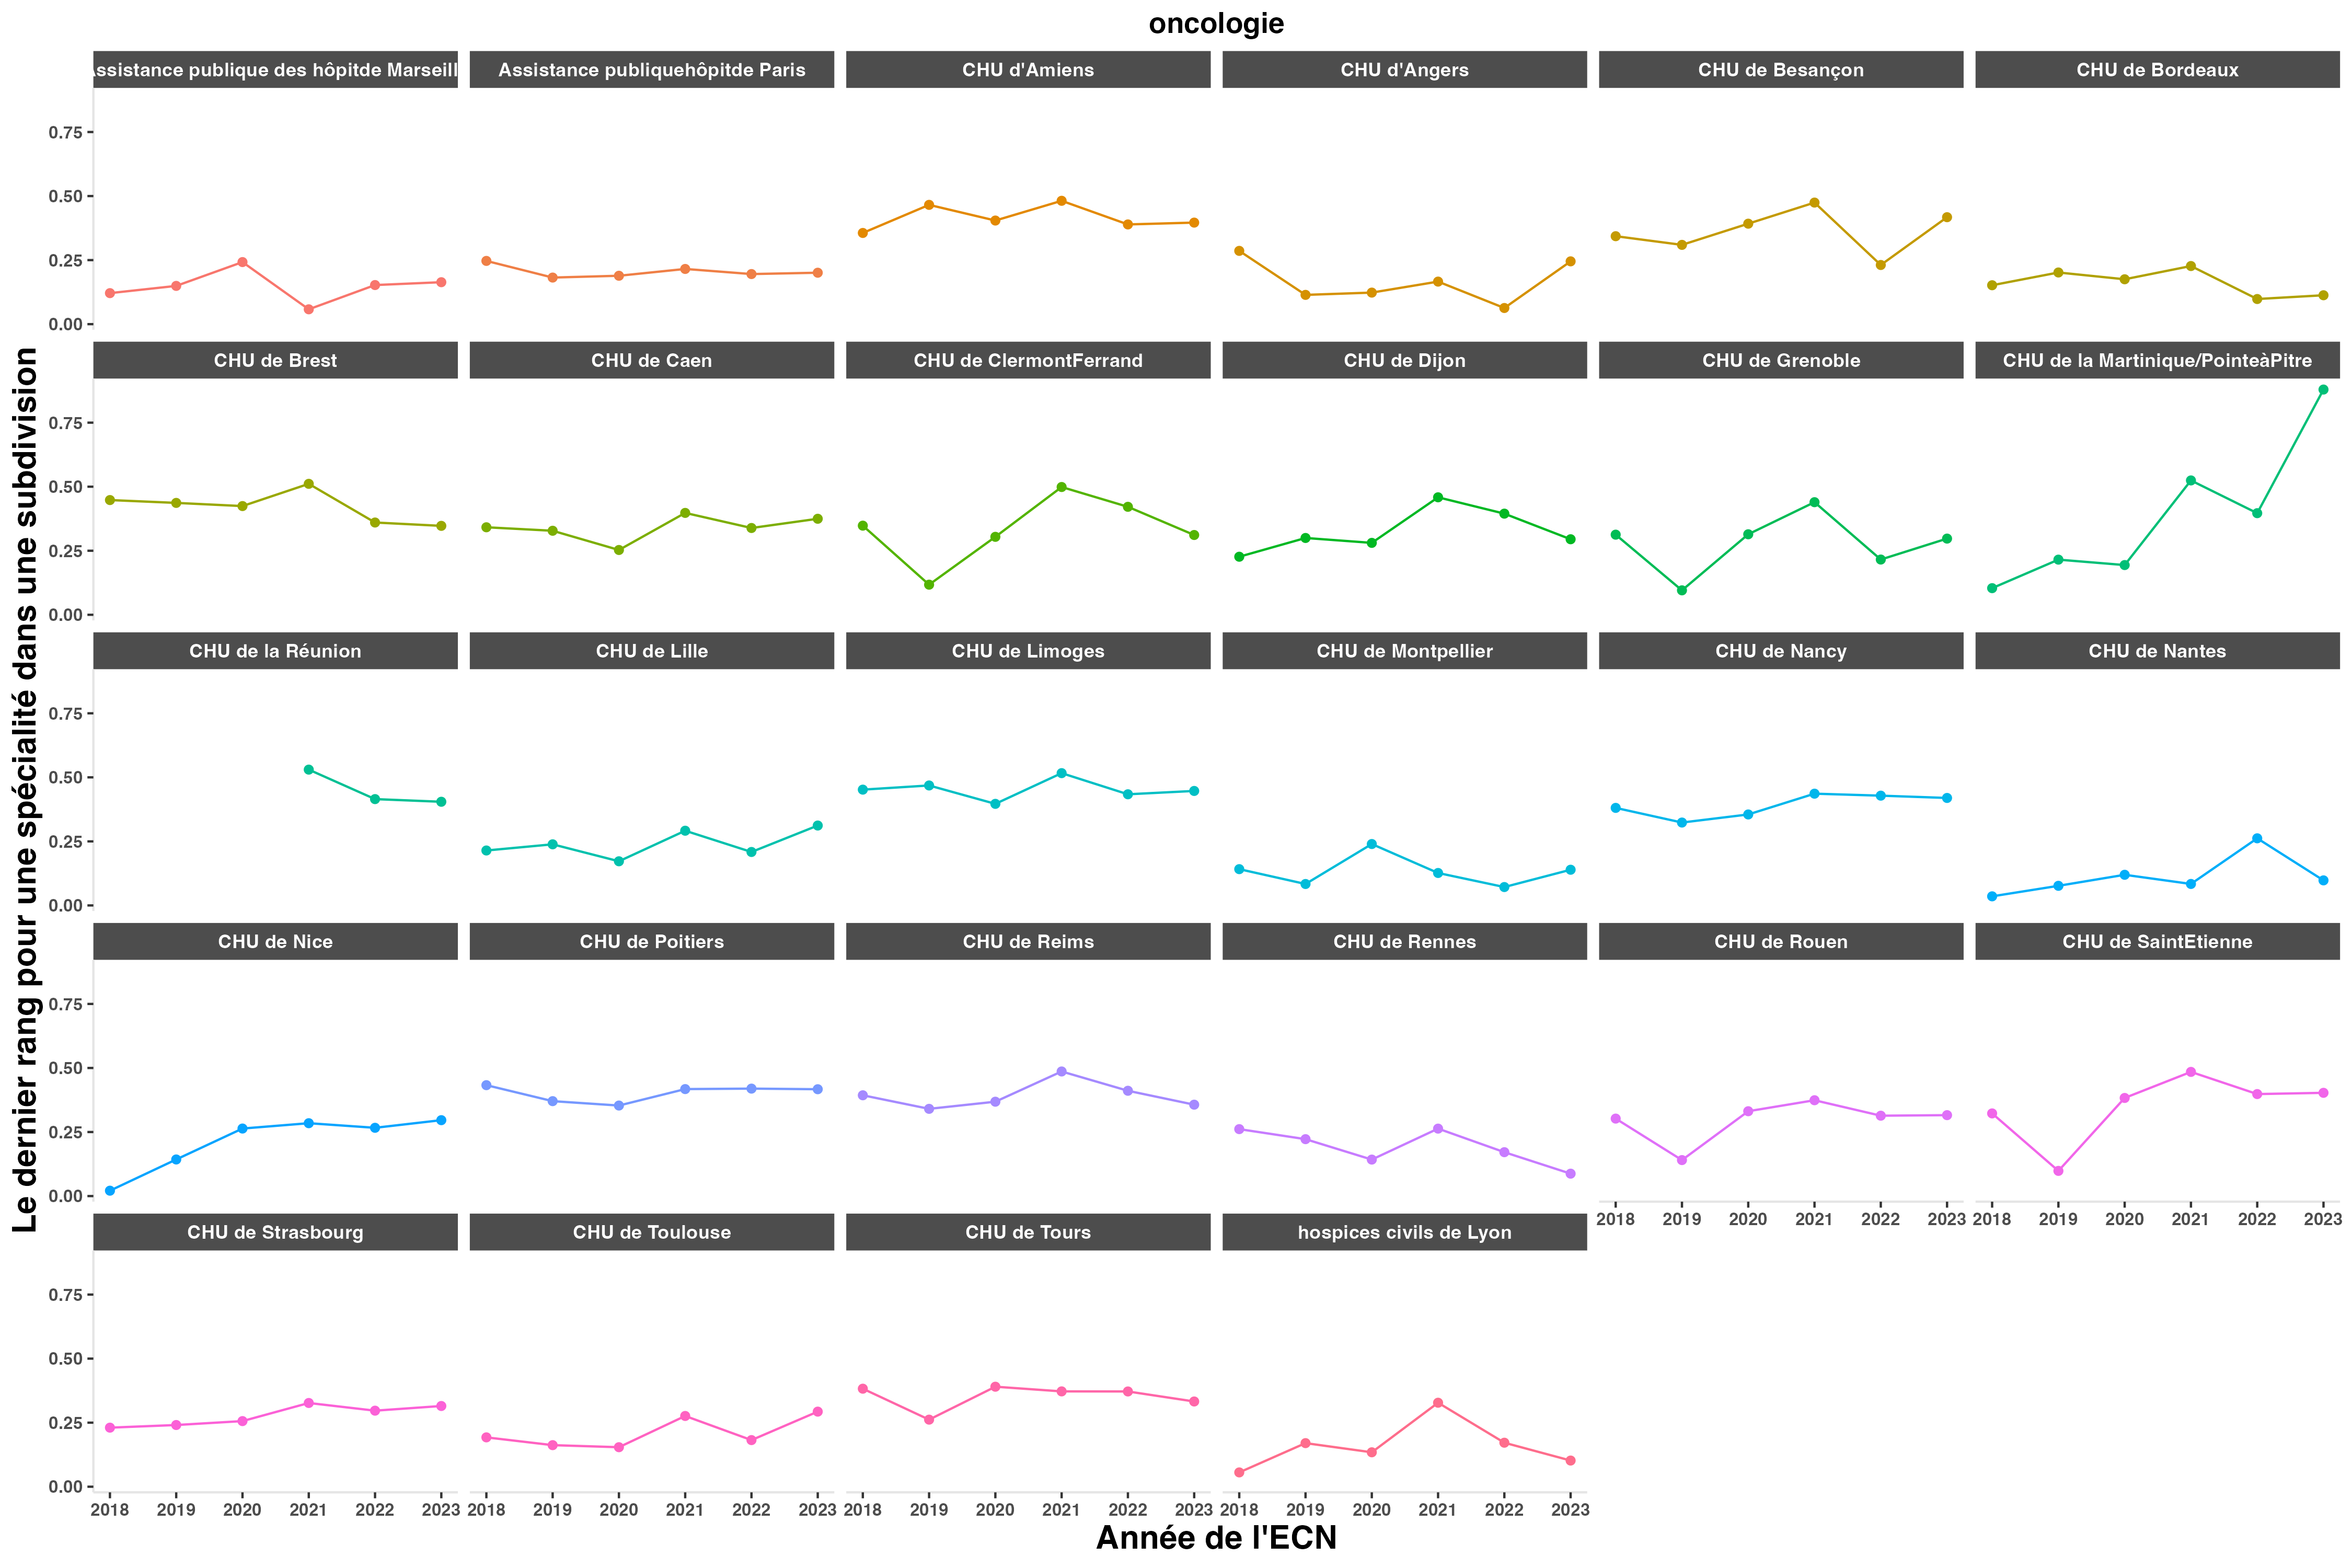 oncologie
Assistance publique des hôpitde Marseill
Assistance publiquehôpitde Paris
CHU d'Amiens
CHU d'Angers
CHU de Besançon
CHU de Bordeaux
0.75
0.50
0.25
0.00
CHU de Brest
CHU de Caen
CHU de ClermontFerrand
CHU de Dijon
CHU de Grenoble
CHU de la Martinique/PointeàPitre
0.75
0.50
0.25
0.00
CHU de la Réunion
CHU de Lille
CHU de Limoges
CHU de Montpellier
CHU de Nancy
CHU de Nantes
0.75
0.50
0.25
0.00
CHU de Nice
CHU de Poitiers
CHU de Reims
CHU de Rennes
CHU de Rouen
CHU de SaintEtienne
0.75
0.50
0.25
0.00
2018 2019 2020 2021 2022 2023
2018 2019 2020 2021 2022 2023
CHU de Strasbourg
CHU de Toulouse
CHU de Tours
hospices civils de Lyon
0.75
0.50
0.25
0.00
2018 2019 2020 2021 2022 2023
2018 2019 2020 2021 2022 2023
2018 2019 2020 2021 2022 2023
2018 2019 2020 2021 2022 2023
Année de l'ECN
Le dernier rang pour une spécialité dans une subdivision